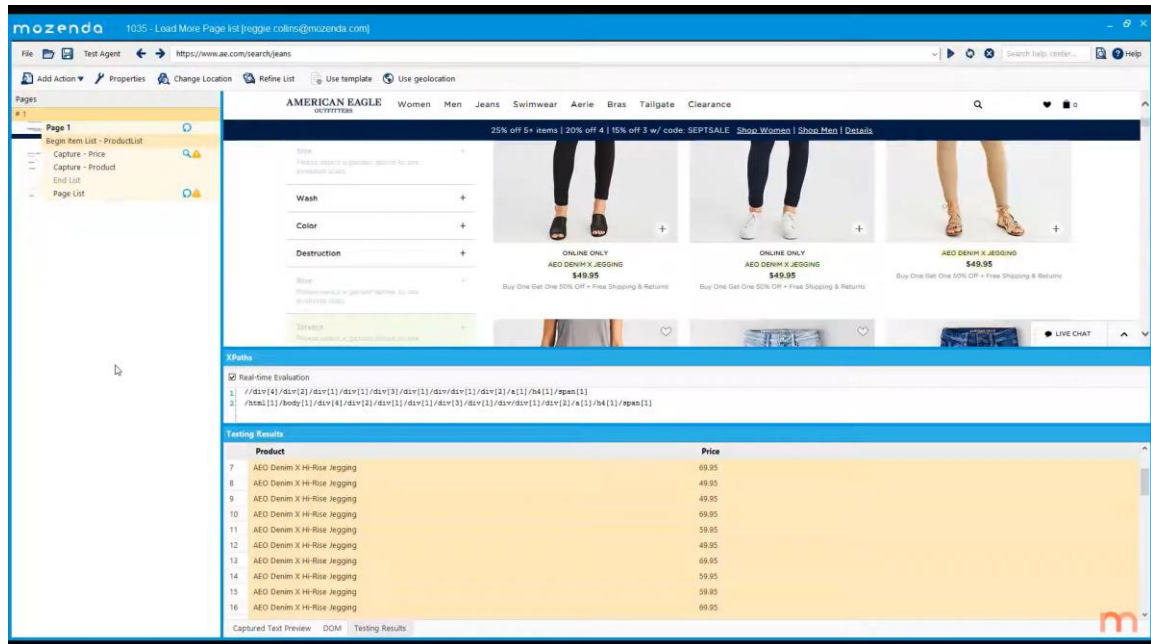 mozenda 1035 - Load More Page list [reggie.collins@mozenda.com]
File Test Agent https://www.ae.com/search/jeans Search help center... Help
Add Action Properties Change Location Refine List Use template Use geolocation
Pages
# 1
Page 1
Begin Item List - ProductList
Capture - Price
Capture - Product
End List
Page List
AMERICAN EAGLE
OUTFITTERS
Women Men Jeans Swimwear Aerie Bras Tailgate Clearance
0
25% off 5+ items | 20% off 4 | 15% off 3 w/ code: SEPTSALE Shop Women | Shop Men | Details
Wash +
Color +
Destruction +
ONLINE ONLY
AEO DENIM X JEGGING
$49.95
Buy One Get One 50% Off + Free Shipping & Returns
ONLINE ONLY
AEO DENIM X JEGGING
$49.95
Buy One Get One 50% Off + Free Shipping & Returns
AEO DENIM X JEGGING
$49.95
Buy One Get One 50% Off + Free Shipping & Returns
LIVE CHAT
XPaths
Real-time Evaluation
1 //div[4]/div[2]/div[1]/div[1]/div[3]/div[1]/div/div[1]/div[2]/a[1]/h4[1]/span[1]
2 /html[1]/body[1]/div[4]/div[2]/div[1]/div[1]/div[3]/div[1]/div/div[1]/div[2]/a[1]/h4[1]/span[1]
Testing Results
Product Price
7 AEO Denim X Hi-Rise Jegging 69.95
8 AEO Denim X Hi-Rise Jegging 49.95
9 AEO Denim X Hi-Rise Jegging 49.95
10 AEO Denim X Hi-Rise Jegging 69.95
11 AEO Denim X Hi-Rise Jegging 59.95
12 AEO Denim X Hi-Rise Jegging 49.95
13 AEO Denim X Hi-Rise Jegging 69.95
14 AEO Denim X Hi-Rise Jegging 59.95
15 AEO Denim X Hi-Rise Jegging 59.95
16 AEO Denim X Hi-Rise Jegging 69.95
Captured Text Preview DOM Testing Results
m